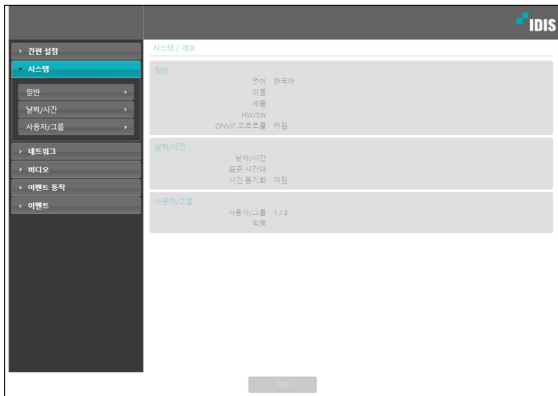 IDIS
간편 설정
시스템
일반
날짜/시간
사용자/그룹
네트워크
비디오
이벤트 동작
이벤트
시스템 / 개요
일반
언어 한국어
이름
제품
HW/SW
ONVIF 프로토콜 켜짐
날짜/시간
날짜/시간
표준 시간대
시간 동기화 꺼짐
사용자/그룹
사용자/그룹 1 / 3
익명